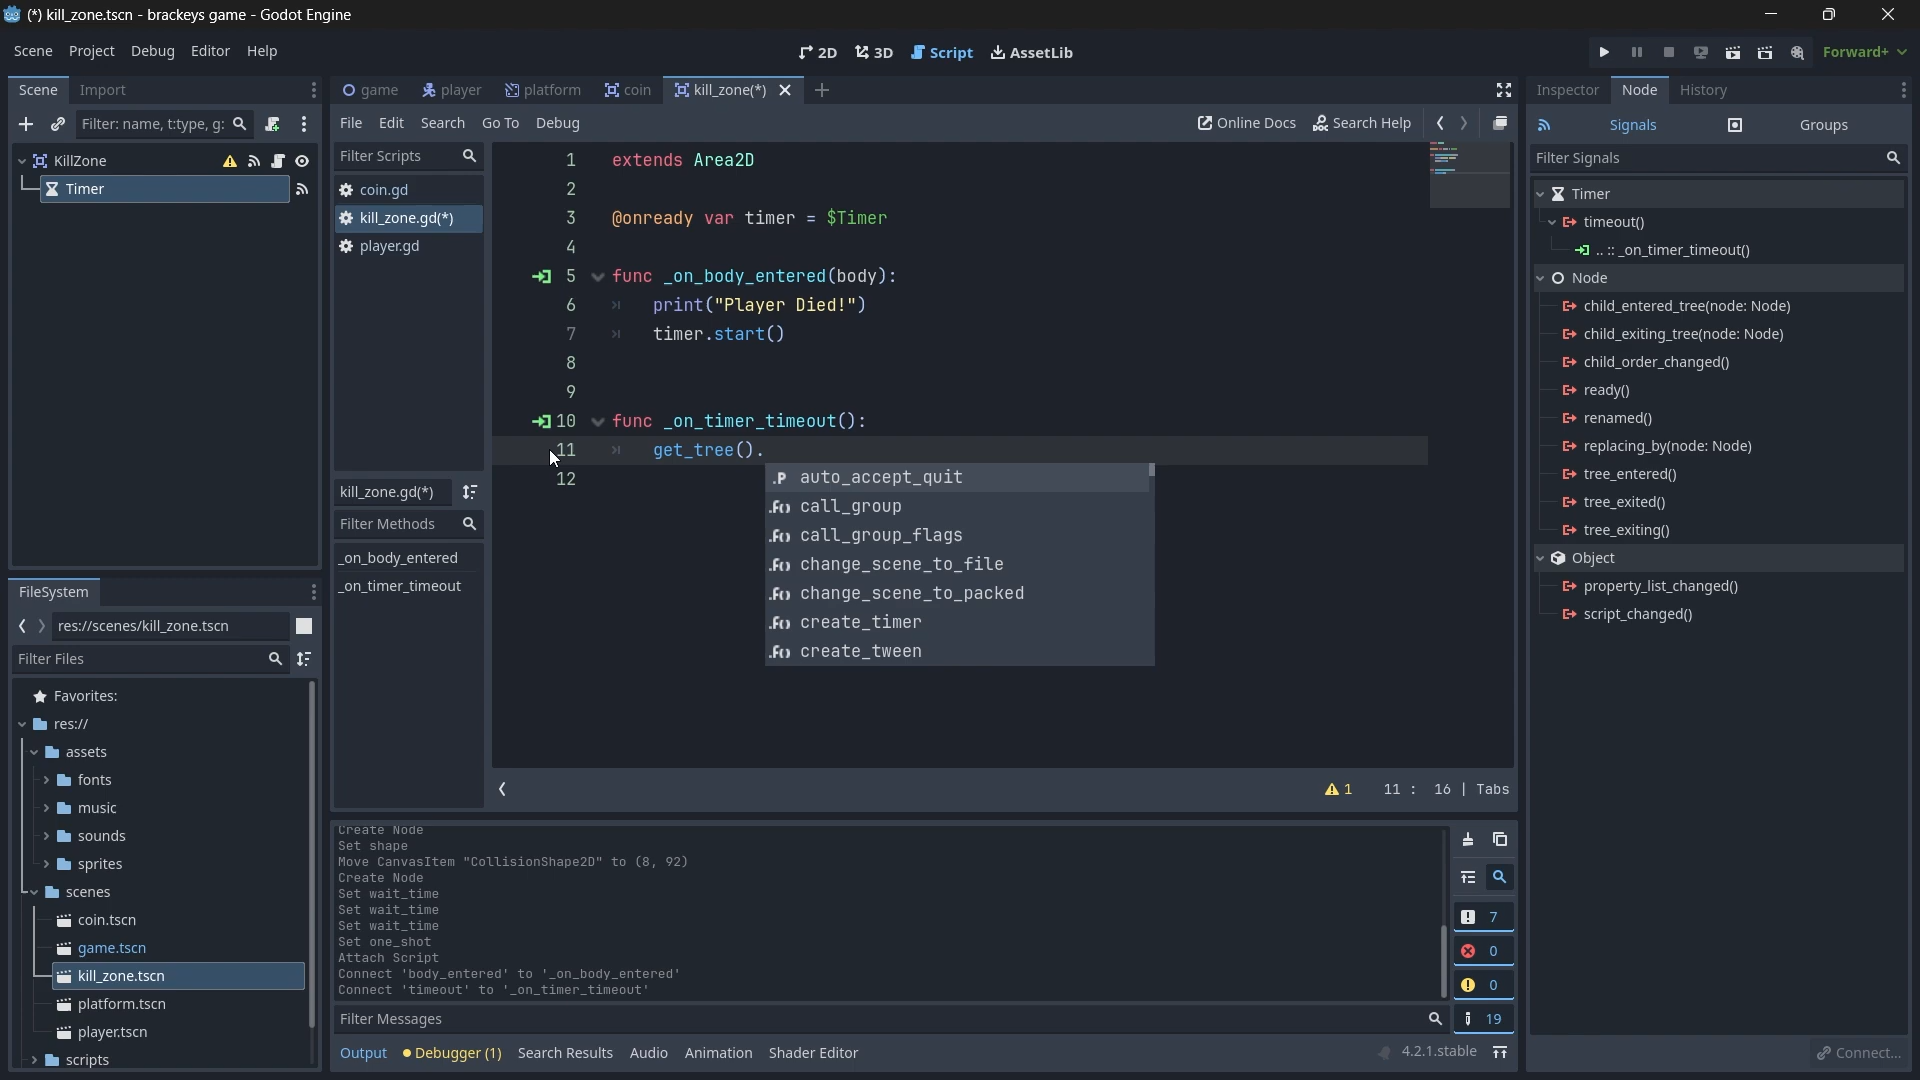 (*) kill_zone.tscn - brackeys game - Godot Engine
Scene Project Debug Editor Help
2D 3D Script AssetLib
Forward+
Scene Import
Filter: name, t:type, g:
KillZone
Timer
game player platform coin kill_zone(*)
File Edit Search Go To Debug
Online Docs Search Help
Filter Scripts
coin.gd
kill_zone.gd(*)
player.gd
kill_zone.gd(*)
Filter Methods
_on_body_entered
_on_timer_timeout
1 extends Area2D
2
3 @onready var timer = $Timer
4
5 func _on_body_entered(body):
6 print("Player Died!")
7 timer.start()
8
9
10 func _on_timer_timeout():
11 get_tree().
12
auto_accept_quit
call_group
call_group_flags
change_scene_to_file
change_scene_to_packed
create_timer
create_tween
1 11 : 16 | Tabs
Inspector Node History
Signals Groups
Filter Signals
Timer
timeout()
.. :: _on_timer_timeout()
Node
child_entered_tree(node: Node)
child_exiting_tree(node: Node)
child_order_changed()
ready()
renamed()
replacing_by(node: Node)
tree_entered()
tree_exited()
tree_exiting()
Object
property_list_changed()
script_changed()
Connect...
FileSystem
res://scenes/kill_zone.tscn
Filter Files
Favorites:
res://
assets
fonts
music
sounds
sprites
scenes
coin.tscn
game.tscn
kill_zone.tscn
platform.tscn
player.tscn
scripts
Create Node
Set shape
Move CanvasItem "CollisionShape2D" to (8, 92)
Create Node
Set wait_time
Set wait_time
Set wait_time
Set one_shot
Attach Script
Connect 'body_entered' to '_on_body_entered'
Connect 'timeout' to '_on_timer_timeout'
7
0
0
19
Filter Messages
Output Debugger (1) Search Results Audio Animation Shader Editor
4.2.1.stable